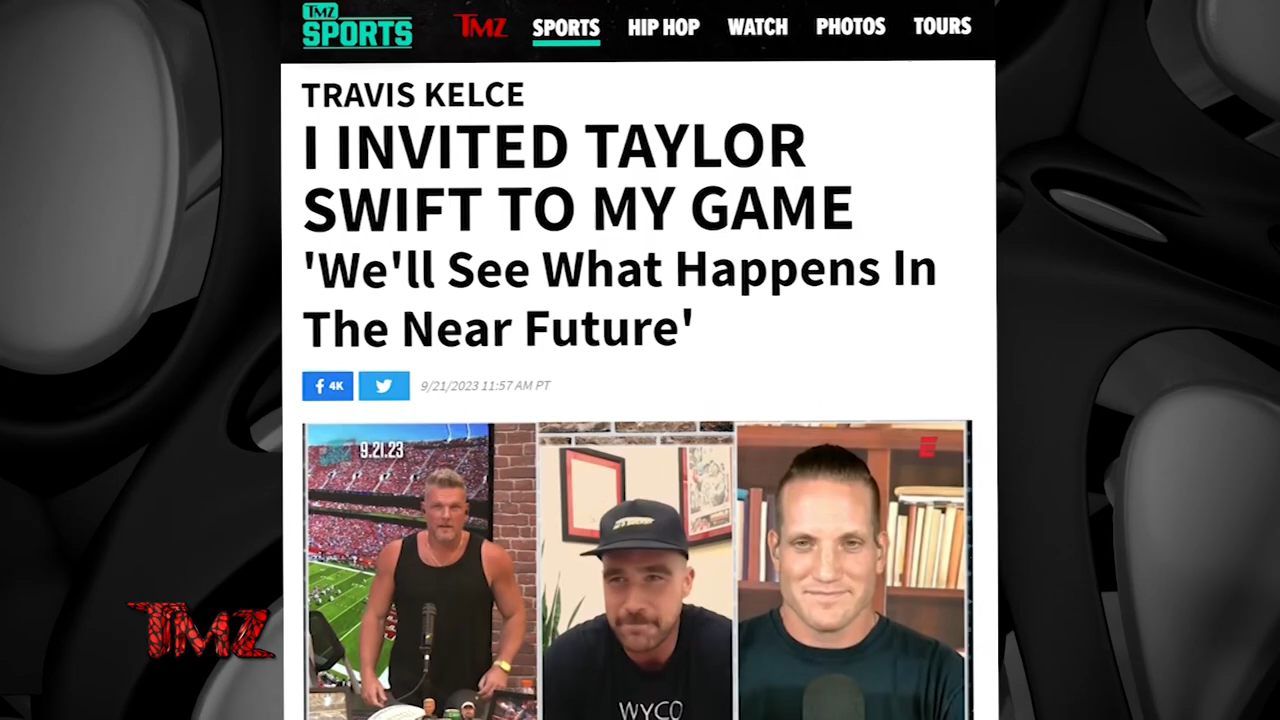 TMZ
SPORTS
TMZ SPORTS HIP HOP WATCH PHOTOS TOURS
TRAVIS KELCE
I INVITED TAYLOR
SWIFT TO MY GAME
'We'll See What Happens In
The Near Future'
4K 9/21/2023 11:57 AM PT
9.21.23
TMZ
WYCO